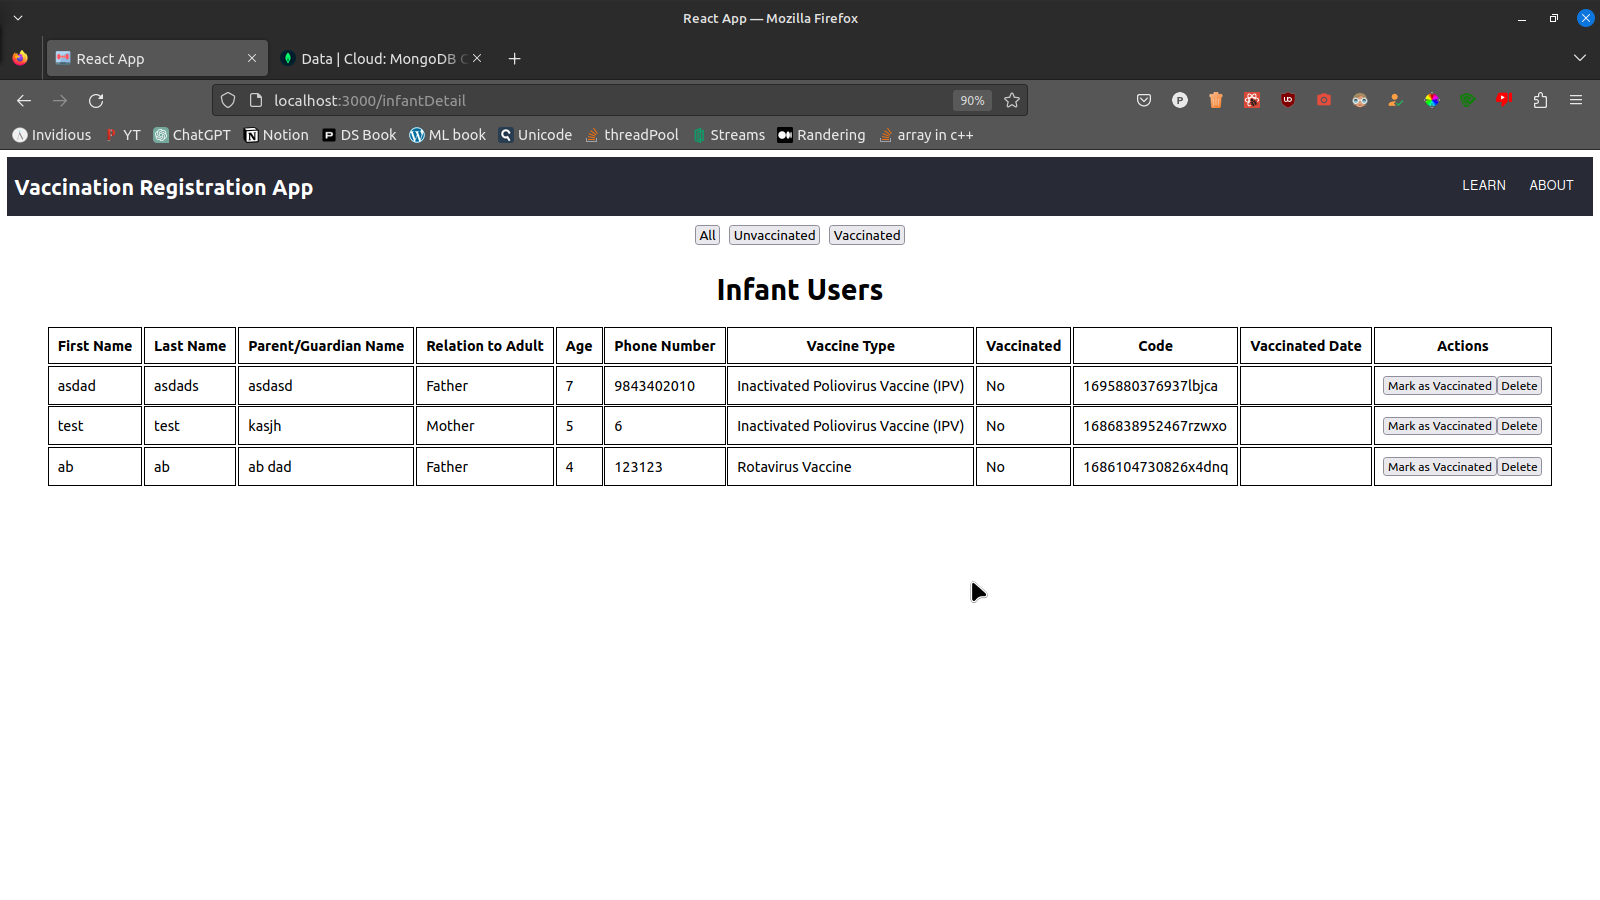 React App — Mozilla Firefox
React App
Data | Cloud: MongoDB
localhost:3000/infantDetail 90%
Invidious YT ChatGPT Notion DS Book ML book Unicode threadPool Streams Randering array in c++
Vaccination Registration App LEARN ABOUT
All Unvaccinated Vaccinated
Infant Users
First Name Last Name Parent/Guardian Name Relation to Adult Age Phone Number Vaccine Type Vaccinated Code Vaccinated Date Actions
asdad asdads asdasd Father 7 9843402010 Inactivated Poliovirus Vaccine (IPV) No 1695880376937lbjca Mark as Vaccinated Delete
test test kasjh Mother 5 6 Inactivated Poliovirus Vaccine (IPV) No 1686838952467rzwxo Mark as Vaccinated Delete
ab ab ab dad Father 4 123123 Rotavirus Vaccine No 1686104730826x4dnq Mark as Vaccinated Delete